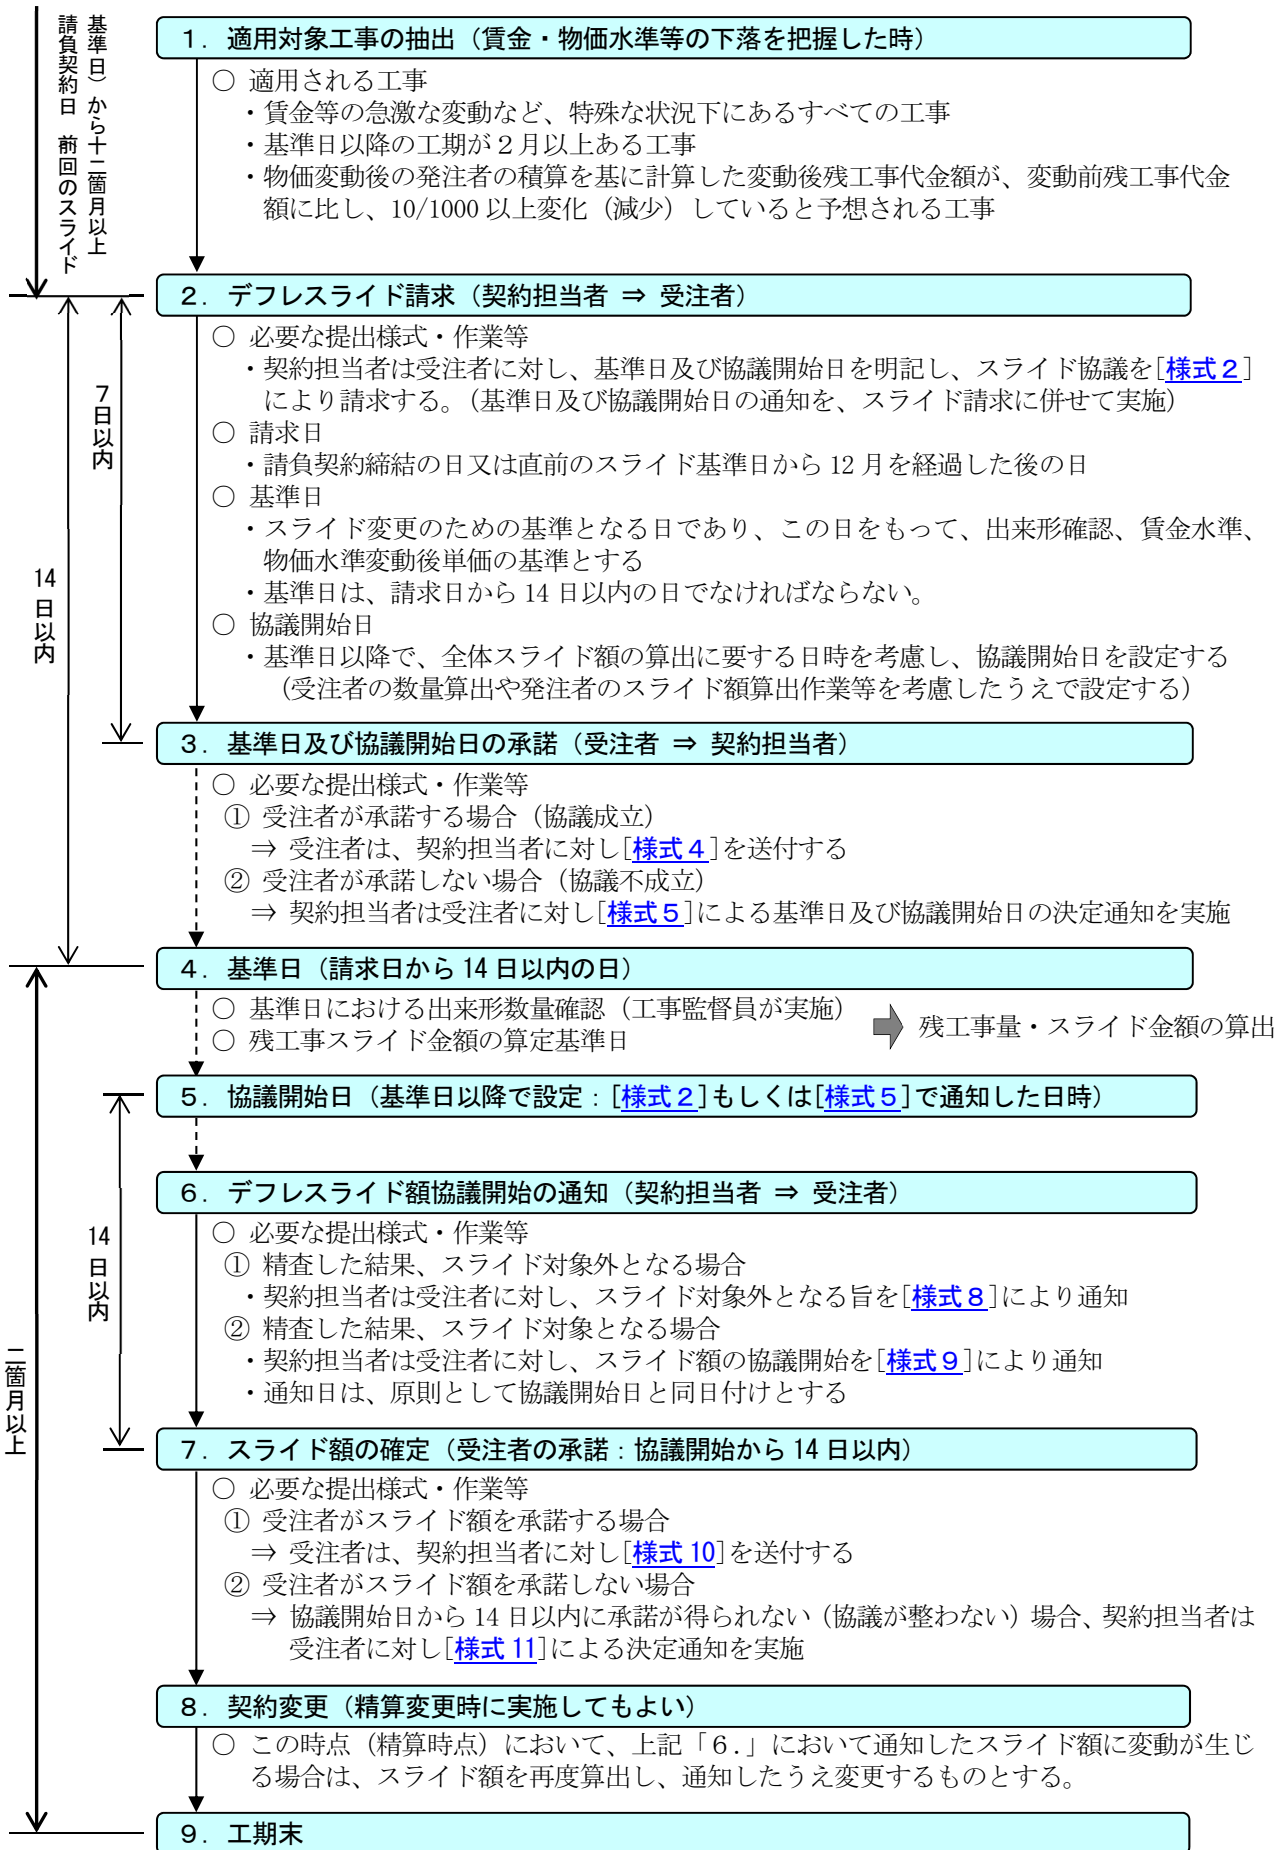 請負契約日　前回のスライド
基準日）から十二箇月以上
１．適用対象工事の抽出（賃金・物価水準等の下落を把握した時）
○ 適用される工事
・賃金等の急激な変動など、特殊な状況下にあるすべての工事
・基準日以降の工期が２月以上ある工事
・物価変動後の発注者の積算を基に計算した変動後残工事代金額が、変動前残工事代金
額に比し、10/1000 以上変化（減少）していると予想される工事
２．デフレスライド請求（契約担当者 ⇒ 受注者）
○ 必要な提出様式・作業等
・契約担当者は受注者に対し、基準日及び協議開始日を明記し、スライド協議を[様式２]
により請求する。（基準日及び協議開始日の通知を、スライド請求に併せて実施）
○ 請求日
・請負契約締結の日又は直前のスライド基準日から 12 月を経過した後の日
○ 基準日
・スライド変更のための基準となる日であり、この日をもって、出来形確認、賃金水準、
物価水準変動後単価の基準とする
・基準日は、請求日から 14 日以内の日でなければならない。
○ 協議開始日
・基準日以降で、全体スライド額の算出に要する日時を考慮し、協議開始日を設定する
（受注者の数量算出や発注者のスライド額算出作業等を考慮したうえで設定する）
７日以内
14日以内
３．基準日及び協議開始日の承諾（受注者 ⇒ 契約担当者）
○ 必要な提出様式・作業等
① 受注者が承諾する場合（協議成立）
⇒ 受注者は、契約担当者に対し[様式４]を送付する
② 受注者が承諾しない場合（協議不成立）
⇒ 契約担当者は受注者に対し[様式５]による基準日及び協議開始日の決定通知を実施
４．基準日（請求日から 14 日以内の日）
○ 基準日における出来形数量確認（工事監督員が実施）
○ 残工事スライド金額の算定基準日
残工事量・スライド金額の算出
５．協議開始日（基準日以降で設定：[様式２]もしくは[様式５]で通知した日時）
６．デフレスライド額協議開始の通知（契約担当者 ⇒ 受注者）
○ 必要な提出様式・作業等
① 精査した結果、スライド対象外となる場合
・契約担当者は受注者に対し、スライド対象外となる旨を[様式８]により通知
② 精査した結果、スライド対象となる場合
・契約担当者は受注者に対し、スライド額の協議開始を[様式９]により通知
・通知日は、原則として協議開始日と同日付けとする
14日以内
二箇月以上
７．スライド額の確定（受注者の承諾：協議開始から 14 日以内）
○ 必要な提出様式・作業等
① 受注者がスライド額を承諾する場合
⇒ 受注者は、契約担当者に対し[様式 10]を送付する
② 受注者がスライド額を承諾しない場合
⇒ 協議開始日から 14 日以内に承諾が得られない（協議が整わない）場合、契約担当者は
受注者に対し[様式 11]による決定通知を実施
８．契約変更（精算変更時に実施してもよい）
○ この時点（精算時点）において、上記「６.」において通知したスライド額に変動が生じ
る場合は、スライド額を再度算出し、通知したうえ変更するものとする。
９．工期末